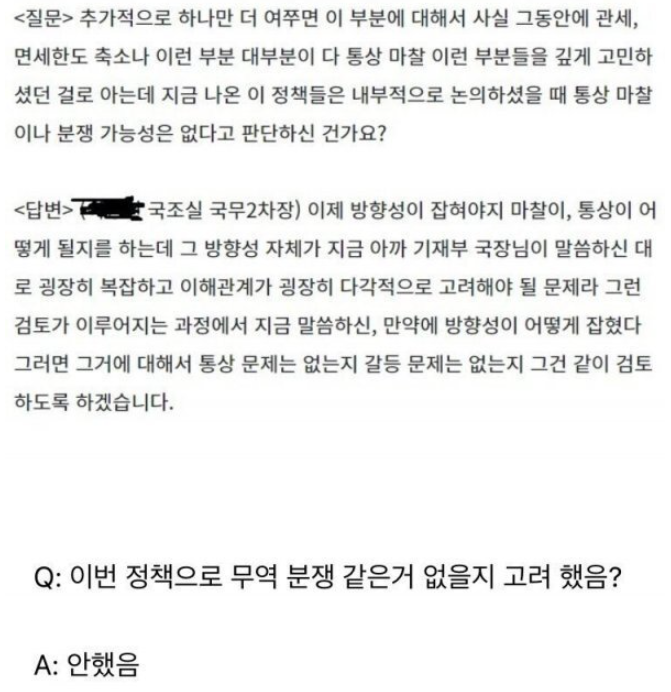 <질문> 추가적으로 하나만 더 여쭈면 이 부분에 대해서 사실 그동안에 관세,
면세한도 축소나 이런 부분 대부분이 다 통상 마찰 이런 부분들을 깊게 고민하
셨던 걸로 아는데 지금 나온 이 정책들은 내부적으로 논의하셨을 때 통상 마찰
이나 분쟁 가능성은 없다고 판단하신 건가요?
<답변> 국조실 국무2차장) 이제 방향성이 잡혀야지 마찰이, 통상이 어
떻게 될지를 하는데 그 방향성 자체가 지금 아까 기재부 국장님이 말씀하신 대
로 굉장히 복잡하고 이해관계가 굉장히 다각적으로 고려해야 될 문제라 그런
검토가 이루어지는 과정에서 지금 말씀하신, 만약에 방향성이 어떻게 잡혔다
그러면 그거에 대해서 통상 문제는 없는지 갈등 문제는 없는지 그건 같이 검토
하도록 하겠습니다.
Q: 이번 정책으로 무역 분쟁 같은거 없을지 고려 했음?
A: 안했음